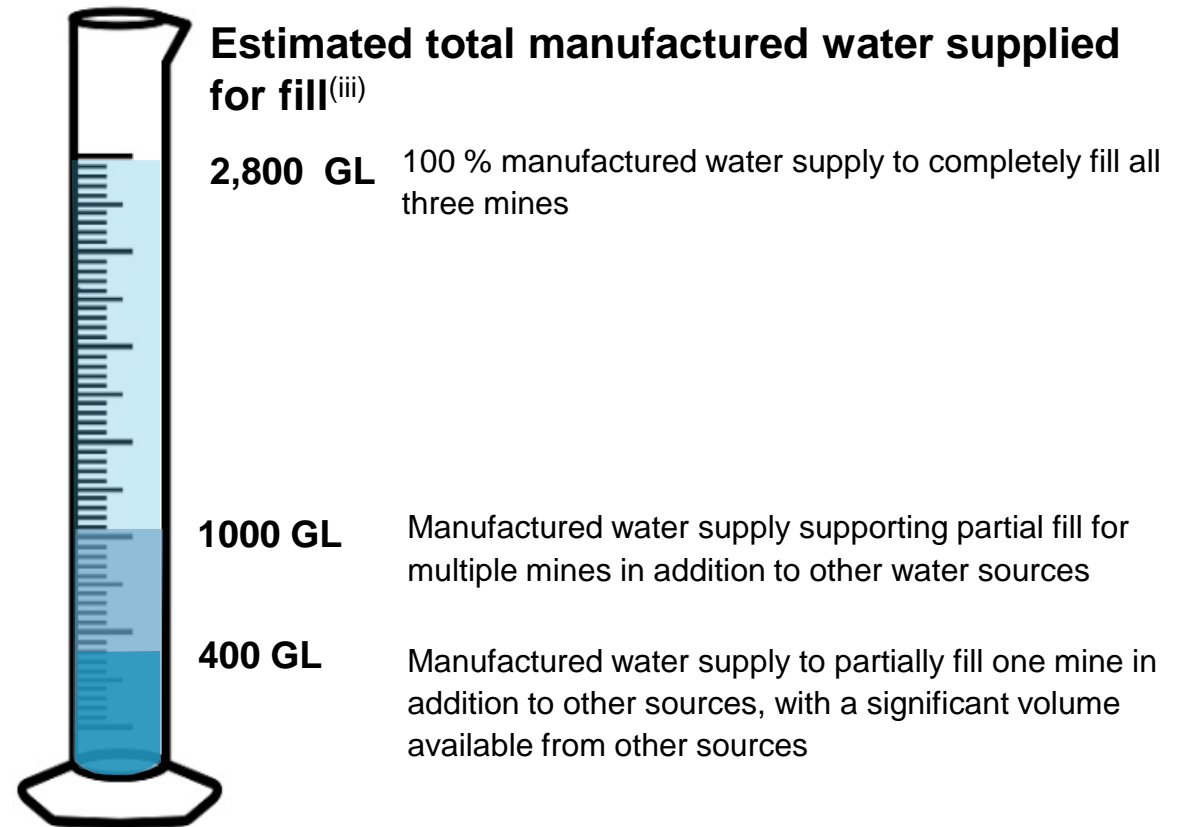 Estimated total manufactured water supplied
for fill(iii)
2,800 GL 100 % manufactured water supply to completely fill all
three mines
1000 GL Manufactured water supply supporting partial fill for
multiple mines in addition to other water sources
400 GL Manufactured water supply to partially fill one mine in
addition to other sources, with a significant volume
available from other sources